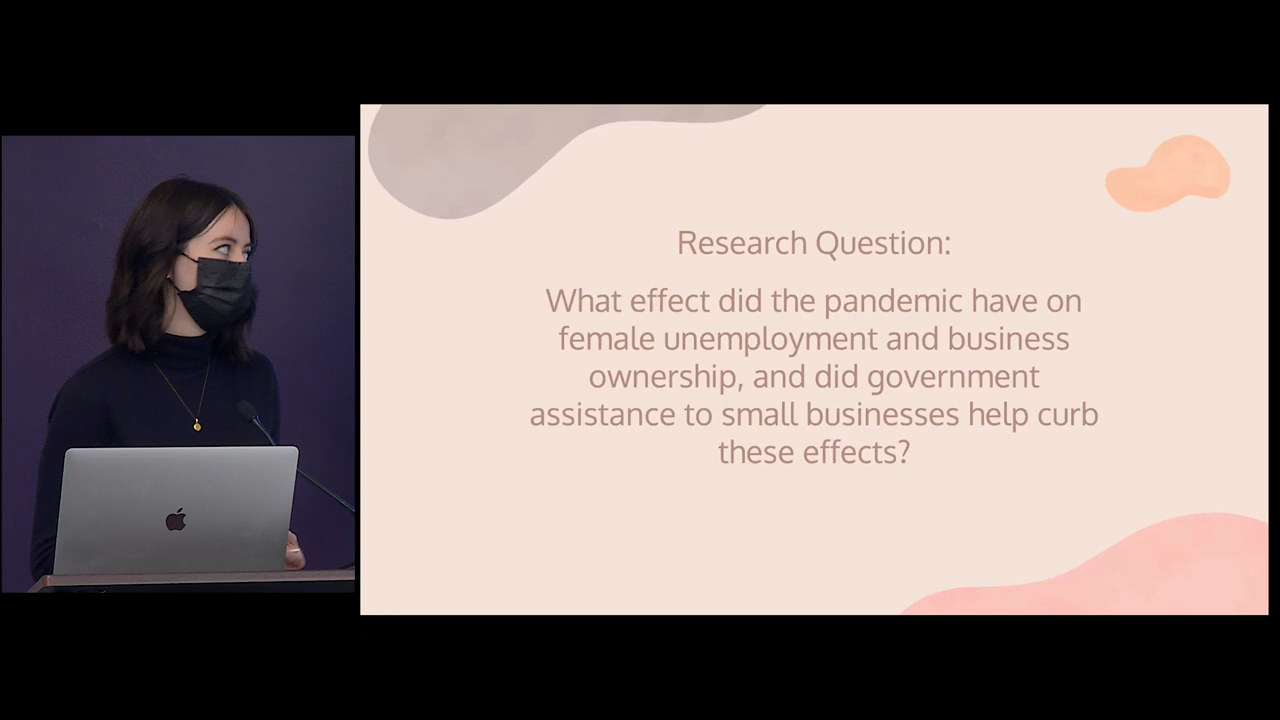 Research Question:
What effect did the pandemic have on
female unemployment and business
ownership, and did government
assistance to small businesses help curb
these effects?